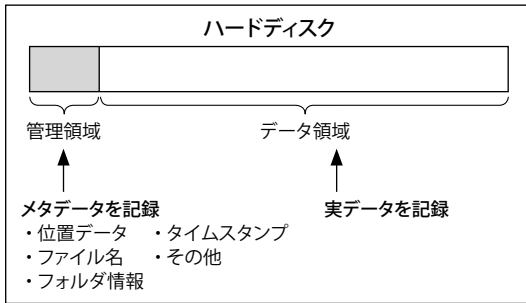 ハードディスク
管理領域
データ領域
メタデータを記録
実データを記録
・位置データ ・タイムスタンプ
・ファイル名 ・その他
・フォルダ情報